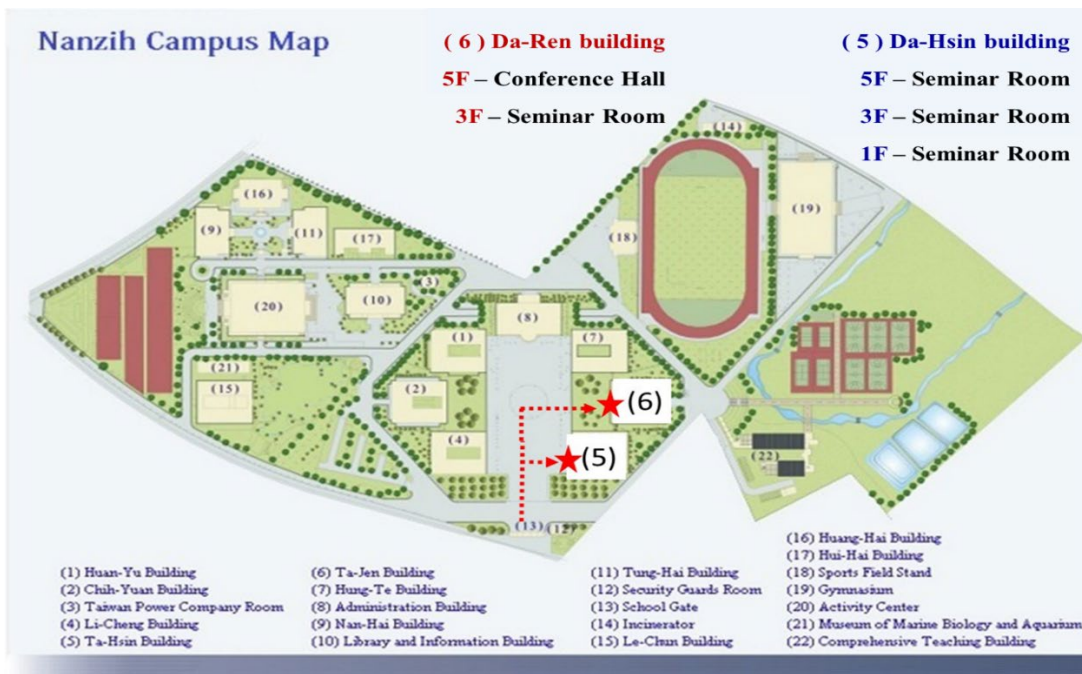 Nanzih Campus Map
( 6 ) Da-Ren building
5F – Conference Hall
3F – Seminar Room
( 5 ) Da-Hsin building
5F – Seminar Room
3F – Seminar Room
1F – Seminar Room
(14)
(16)
(9)
(11)
(17)
(18)
(19)
(3)
(20)
(10)
(8)
(1)
(7)
(21)
(15)
(2)
(6)
(4)
(5)
(22)
(13)
(12)
(1) Huan-Yu Building
(2) Chih-Yuan Building
(3) Taiwan Power Company Room
(4) Li-Cheng Building
(5) Ta-Hsin Building
(6) Ta-Jen Building
(7) Hung-Te Building
(8) Administration Building
(9) Nan-Hai Building
(10) Library and Information Building
(11) Tung-Hai Building
(12) Security Guards Room
(13) School Gate
(14) Incinerator
(15) Le-Chun Building
(16) Huang-Hai Building
(17) Hui-Hai Building
(18) Sports Field Stand
(19) Gymnasium
(20) Activity Center
(21) Museum of Marine Biology and Aquarium
(22) Comprehensive Teaching Building